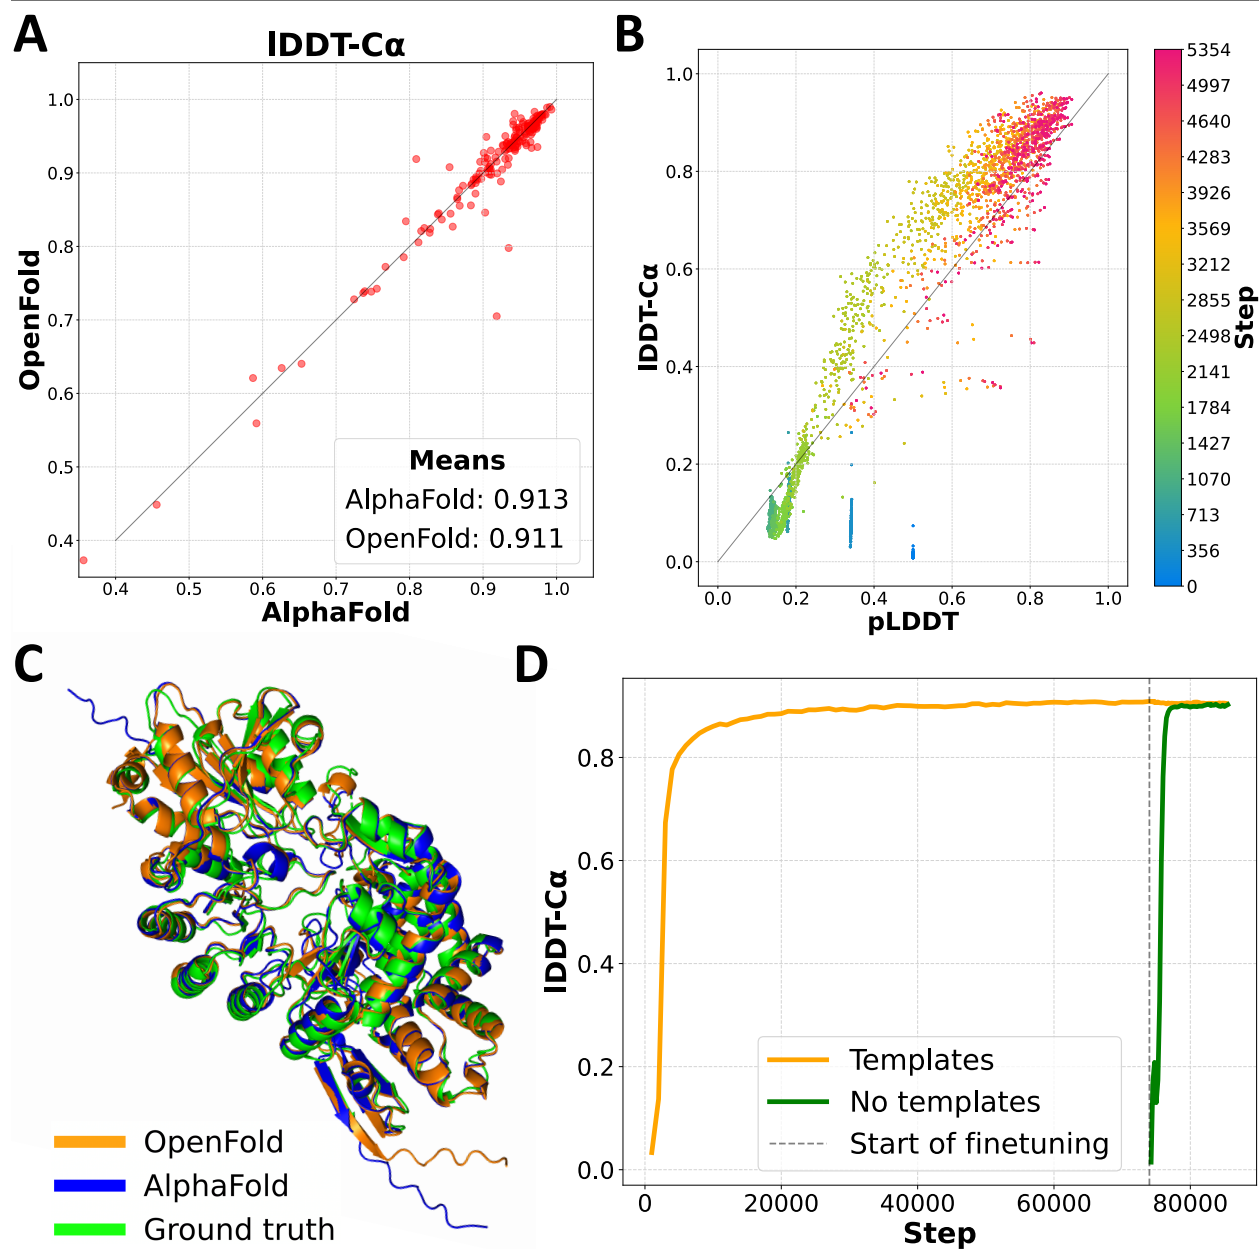 A
lDDT-Cα
OpenFold
1.0
0.9
0.8
0.7
0.6
0.5
0.4
0.4 0.5 0.6 0.7 0.8 0.9 1.0
AlphaFold
Means
AlphaFold: 0.913
OpenFold: 0.911
B
lDDT-Cα
1.0
0.8
0.6
0.4
0.2
0.0
0.0 0.2 0.4 0.6 0.8 1.0
pLDDT
5354
4997
4640
4283
3926
3569
3212
2855
2498
2141
1784
1427
1070
713
356
0
Step
C
OpenFold
AlphaFold
Ground truth
D
lDDT-Cα
0.8
0.6
0.4
0.2
0.0
0 20000 40000 60000 80000
Step
Templates
No templates
Start of finetuning